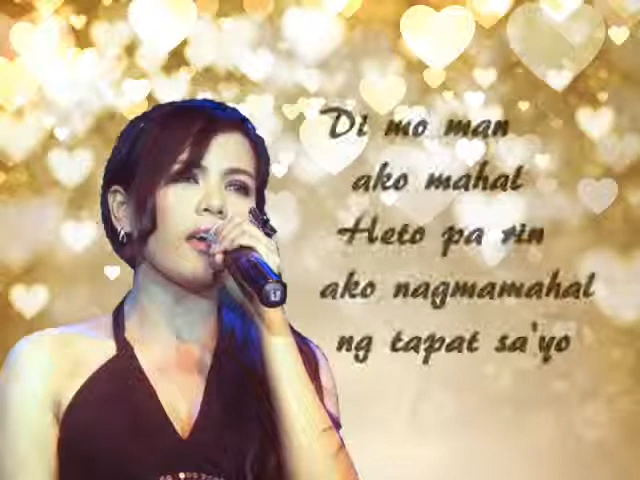 Di mo man
ako mahal
Heto pa rin
ako nagmamahal
ng tapat sa'yo